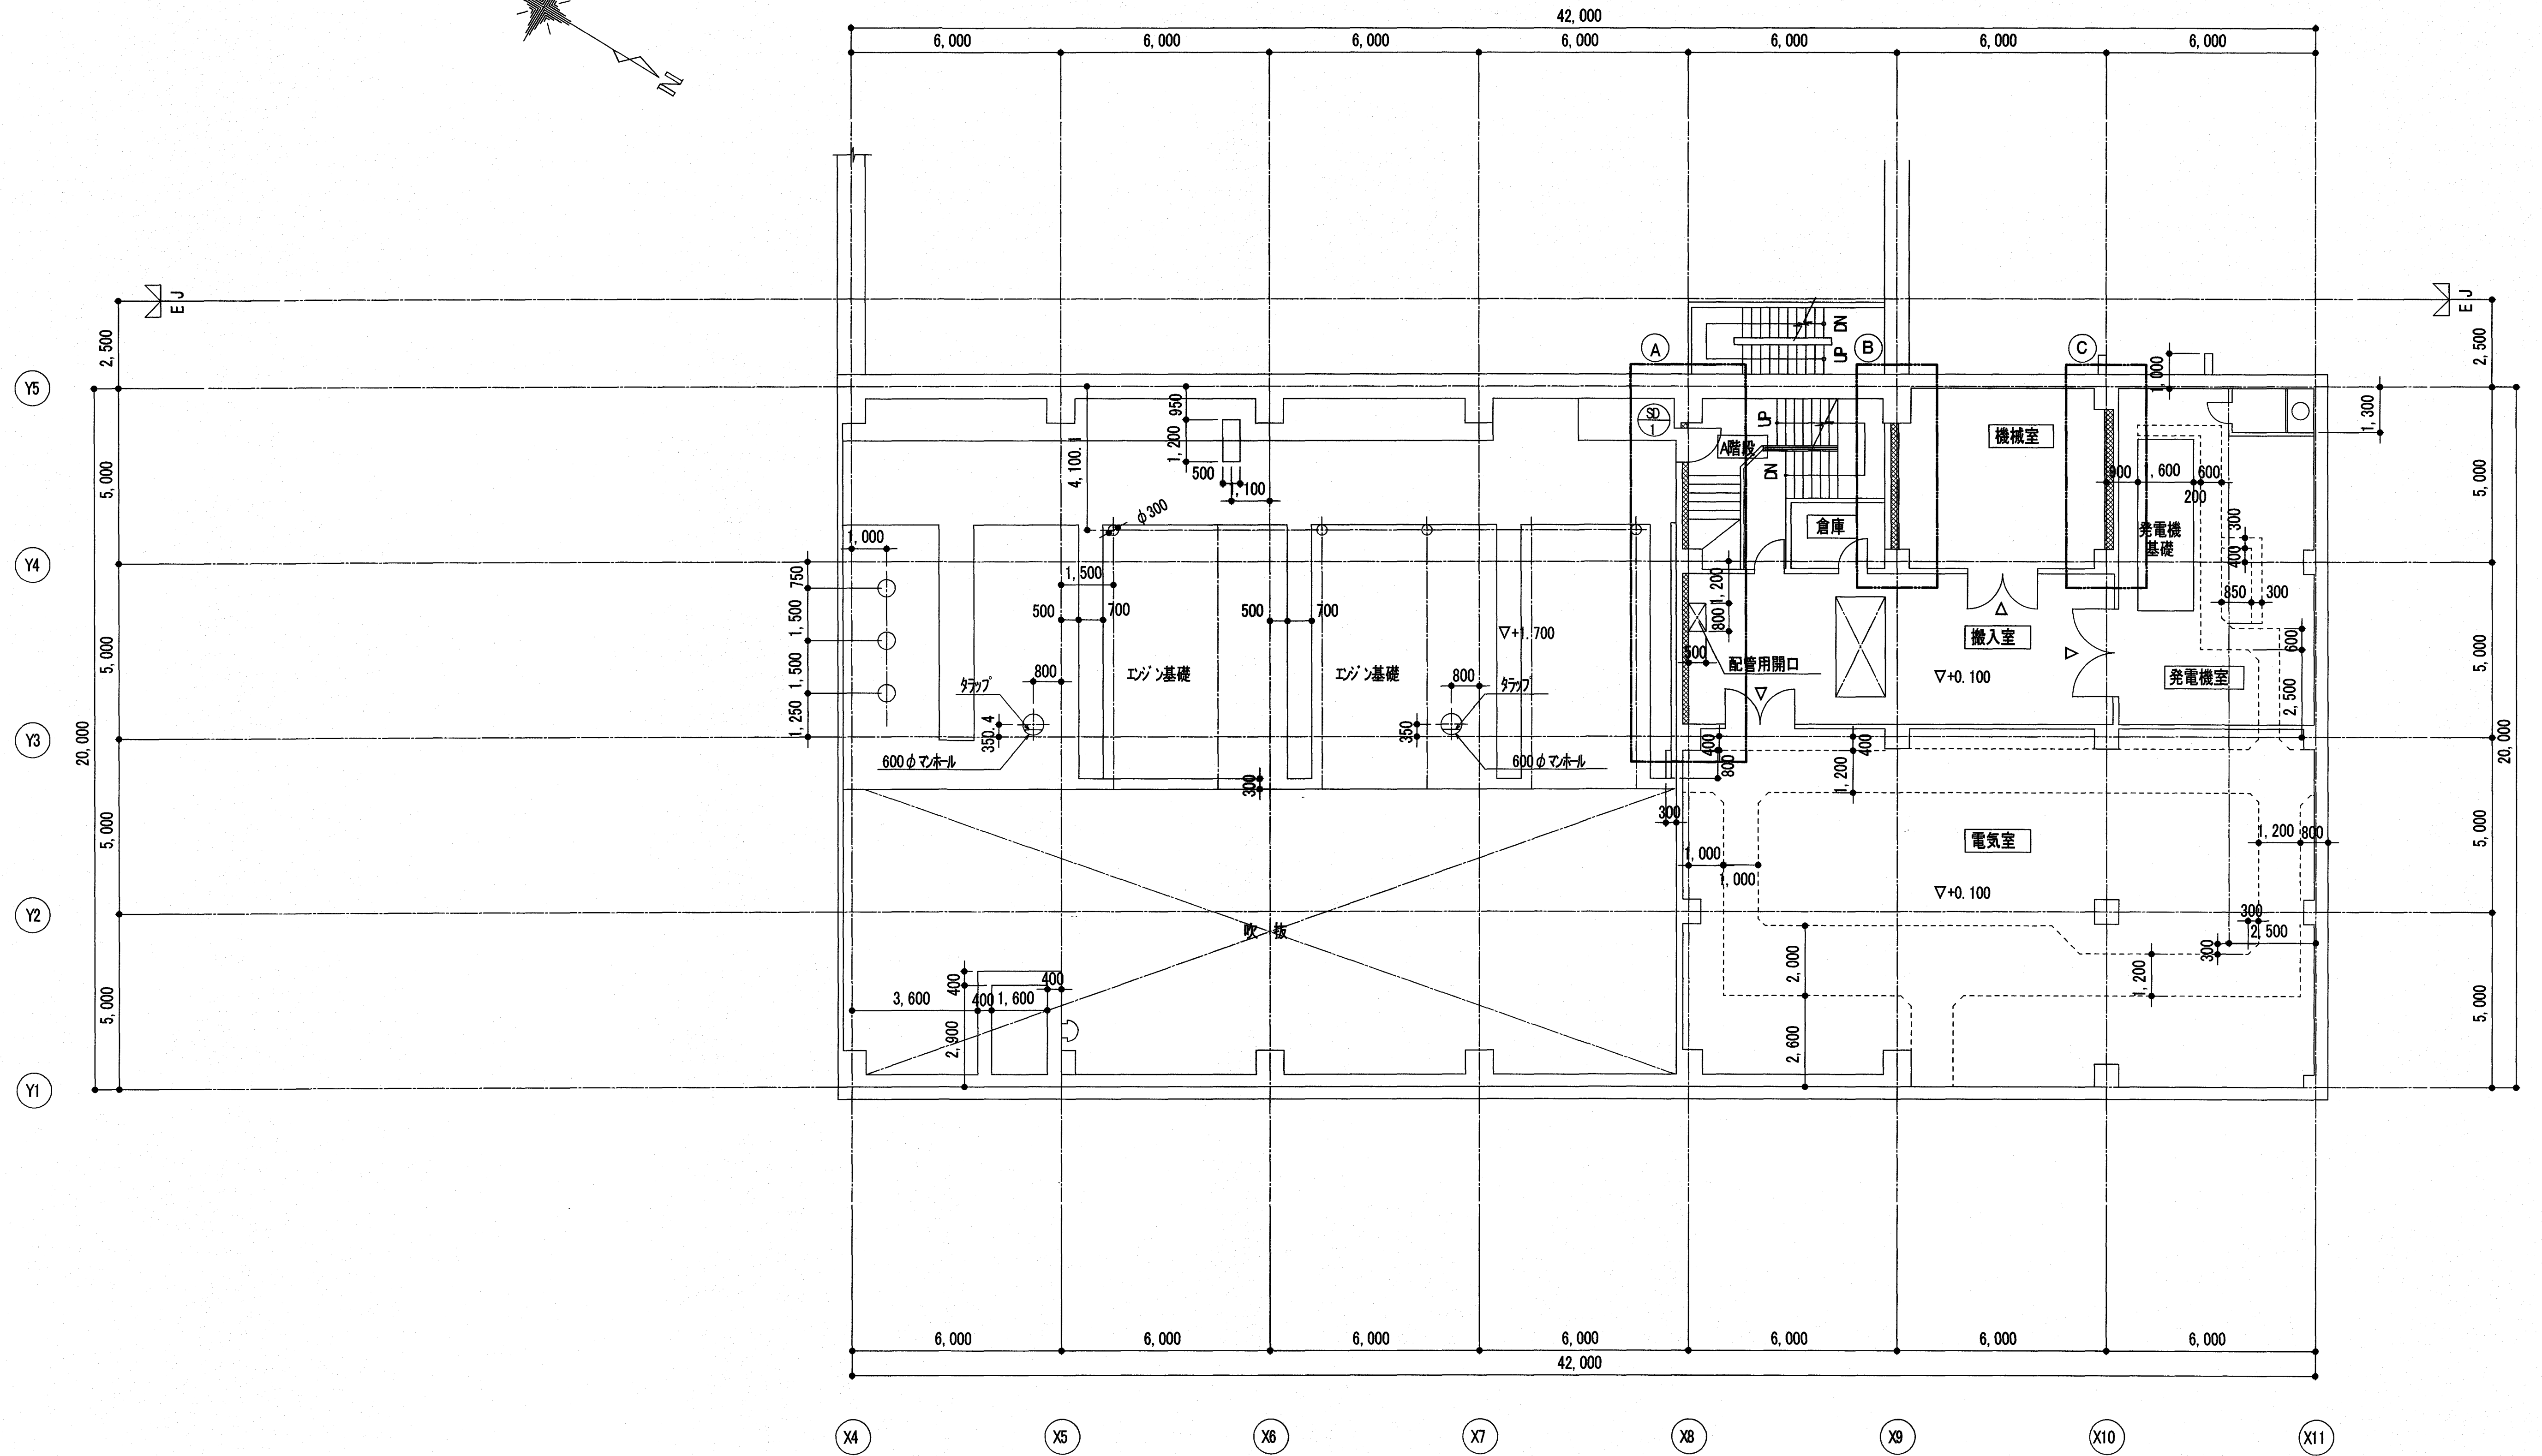 N
42,000
6,000 6,000 6,000 6,000 6,000 6,000 6,000
EJ
EJ
2,500
2,500
DN
UP
A
B
C
1,000
Y5
950
4,100.1
1,200
500
1,100
SD
1
UP
A階段
DN
機械室
1,300
5,000
5,000
900 1,600 600
200
φ300
倉庫
発電機
基礎
300
400
Y4
1,000
750
1,500
1,500
1,250
1,500
500 700
500 700
▽+1.700
1,200
800
500
配管用開口
搬入室
▽+0.100
850 300
600
2,500
発電機室
5,000
5,000
エンジン基礎
エンジン基礎
800
タラップ
350.4
600φマンホール
800
タラップ
350
600φマンホール
Y3
20,000
20,000
400
800
400
1,200
300
300
電気室
▽+0.100
1,200 800
1,000
1,000
5,000
5,000
Y2
吹 抜
300
2,500
300
2,000
1,200
2,600
400
400
3,600 400 1,600
2,900
5,000
5,000
Y1
6,000 6,000 6,000 6,000 6,000 6,000 6,000
42,000
X4 X5 X6 X7 X8 X9 X10 X11